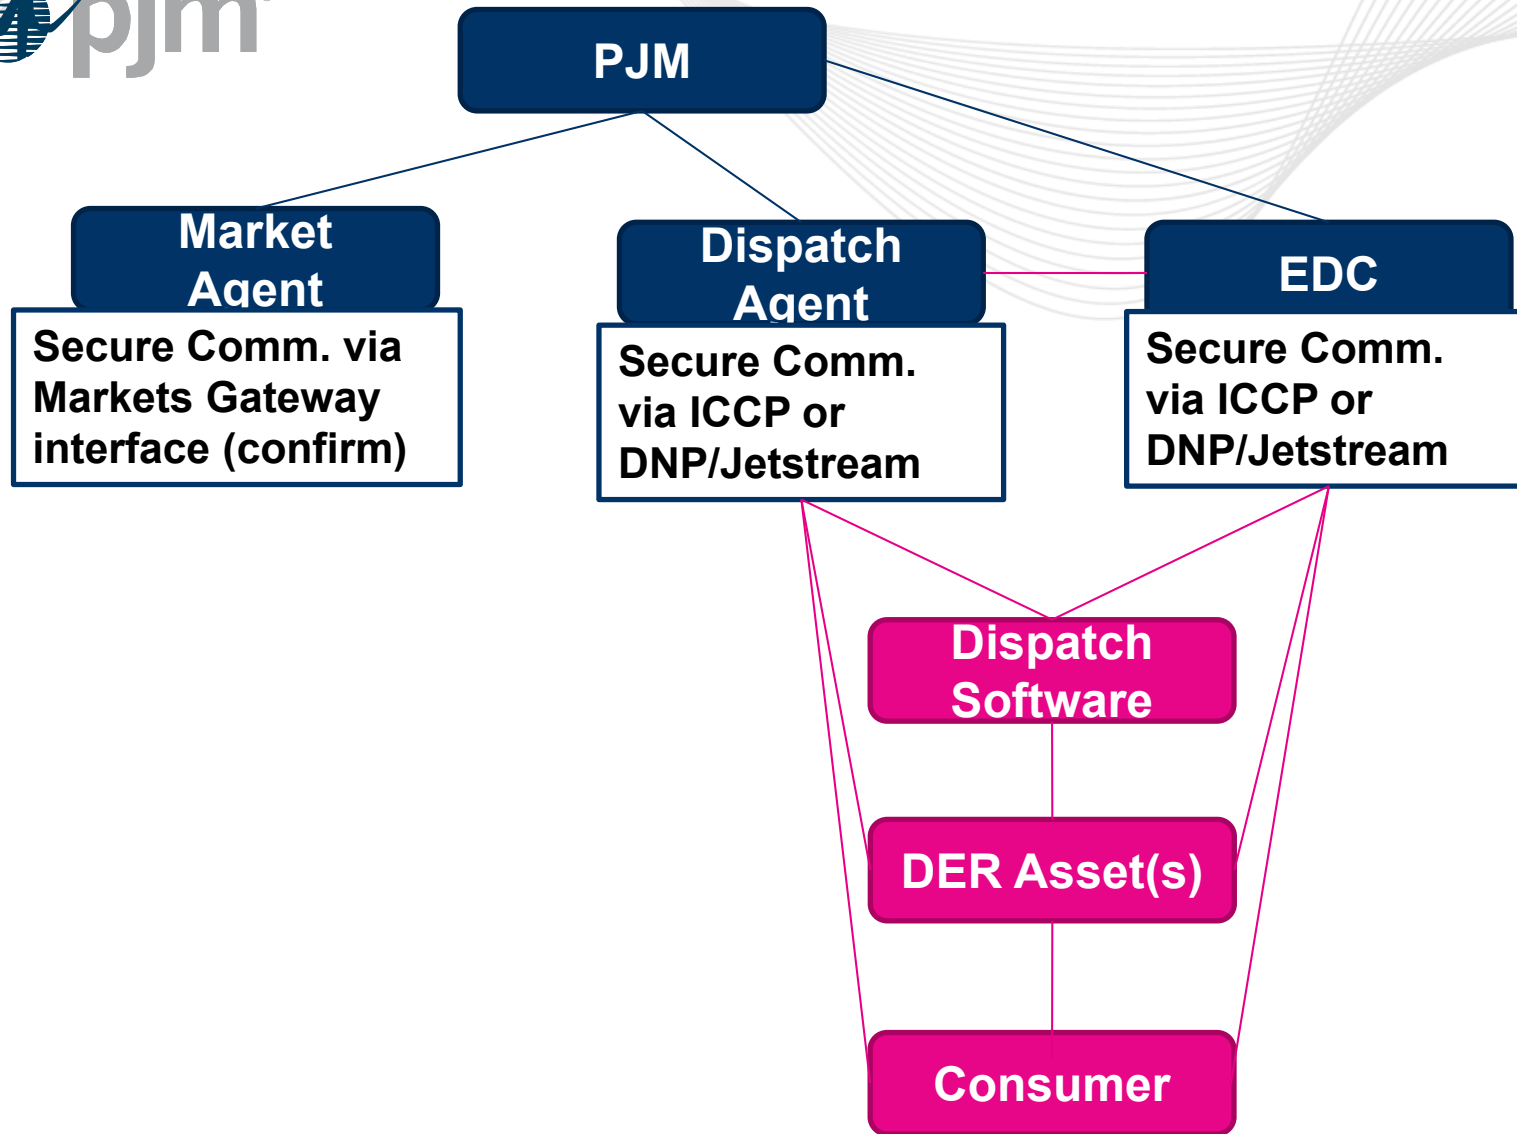 pjm
PJM
Market
Agent
Dispatch
Agent
EDC
Secure Comm. via
Markets Gateway
interface (confirm)
Secure Comm.
via ICCP or
DNP/Jetstream
Secure Comm.
via ICCP or
DNP/Jetstream
Dispatch
Software
DER Asset(s)
Consumer